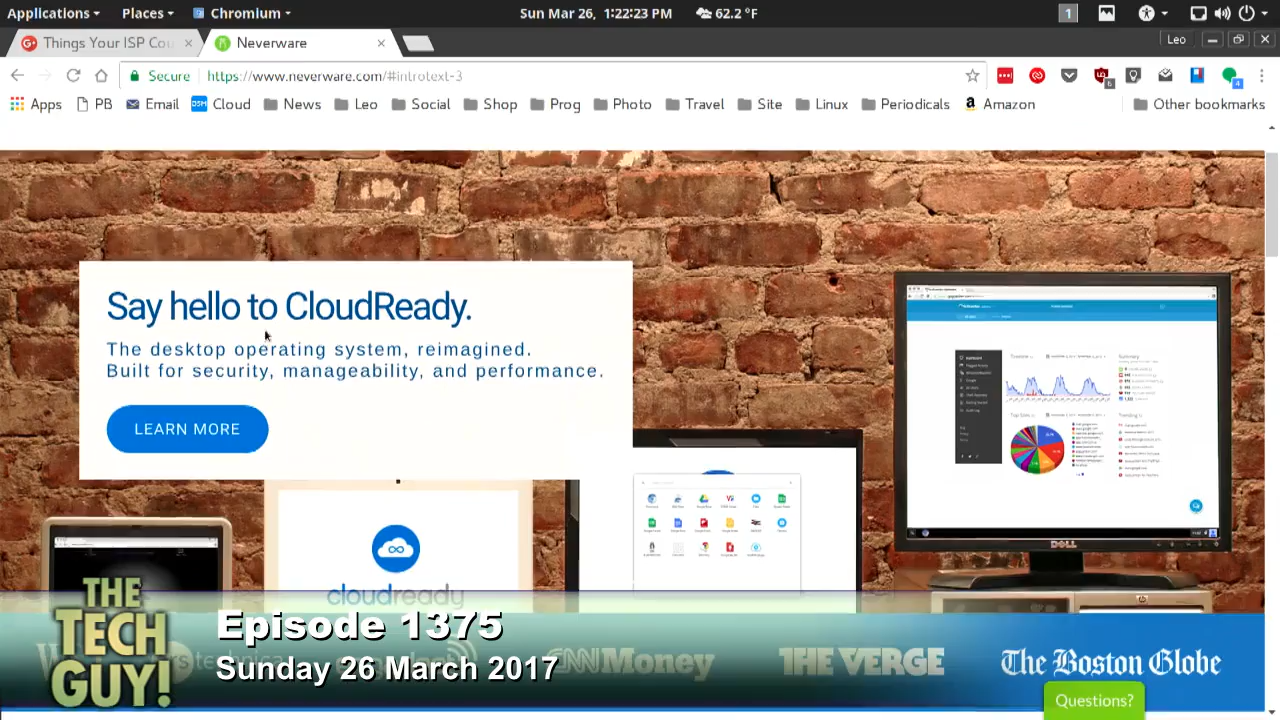 Applications Places Chromium Sun Mar 26, 1:22:23 PM 62.2 °F 1
Things Your ISP Cou Neverware Leo
Secure https://www.neverware.com/#introtext-3 6 4
Apps PB Email DSM Cloud News Leo Social Shop Prog Photo Travel Site Linux Periodicals Amazon Other bookmarks
Say hello to CloudReady.
The desktop operating system, reimagined.
Built for security, manageability, and performance.
LEARN MORE
DELL
cloudready
THE TECH GUY!
Episode 1375
Sunday 26 March 2017
CNNMoney THE VERGE The Boston Globe
Questions?